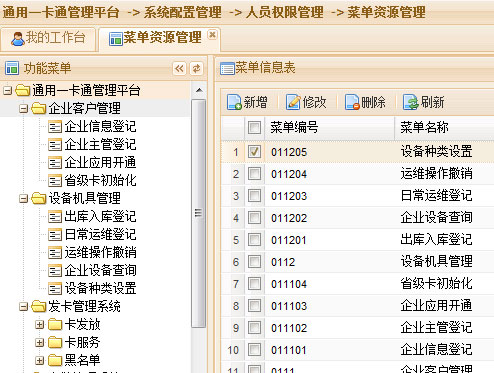 通用一卡通管理平台 -> 系统配置管理 -> 人员权限管理 -> 菜单资源管理
我的工作台 菜单资源管理
功能菜单
通用一卡通管理平台
企业客户管理
企业信息登记
企业主管登记
企业应用开通
省级卡初始化
设备机具管理
出库入库登记
日常运维登记
运维操作撤销
企业设备查询
设备种类设置
发卡管理系统
卡发放
卡服务
黑名单
菜单信息表
新增 修改 删除 刷新
菜单编号 菜单名称
1 011205 设备种类设置
2 011204 运维操作撤销
3 011203 日常运维登记
4 011202 企业设备查询
5 011201 出库入库登记
6 0112 设备机具管理
7 011104 省级卡初始化
8 011103 企业应用开通
9 011102 企业主管登记
10 011101 企业信息登记
11 0111 企业客户管理